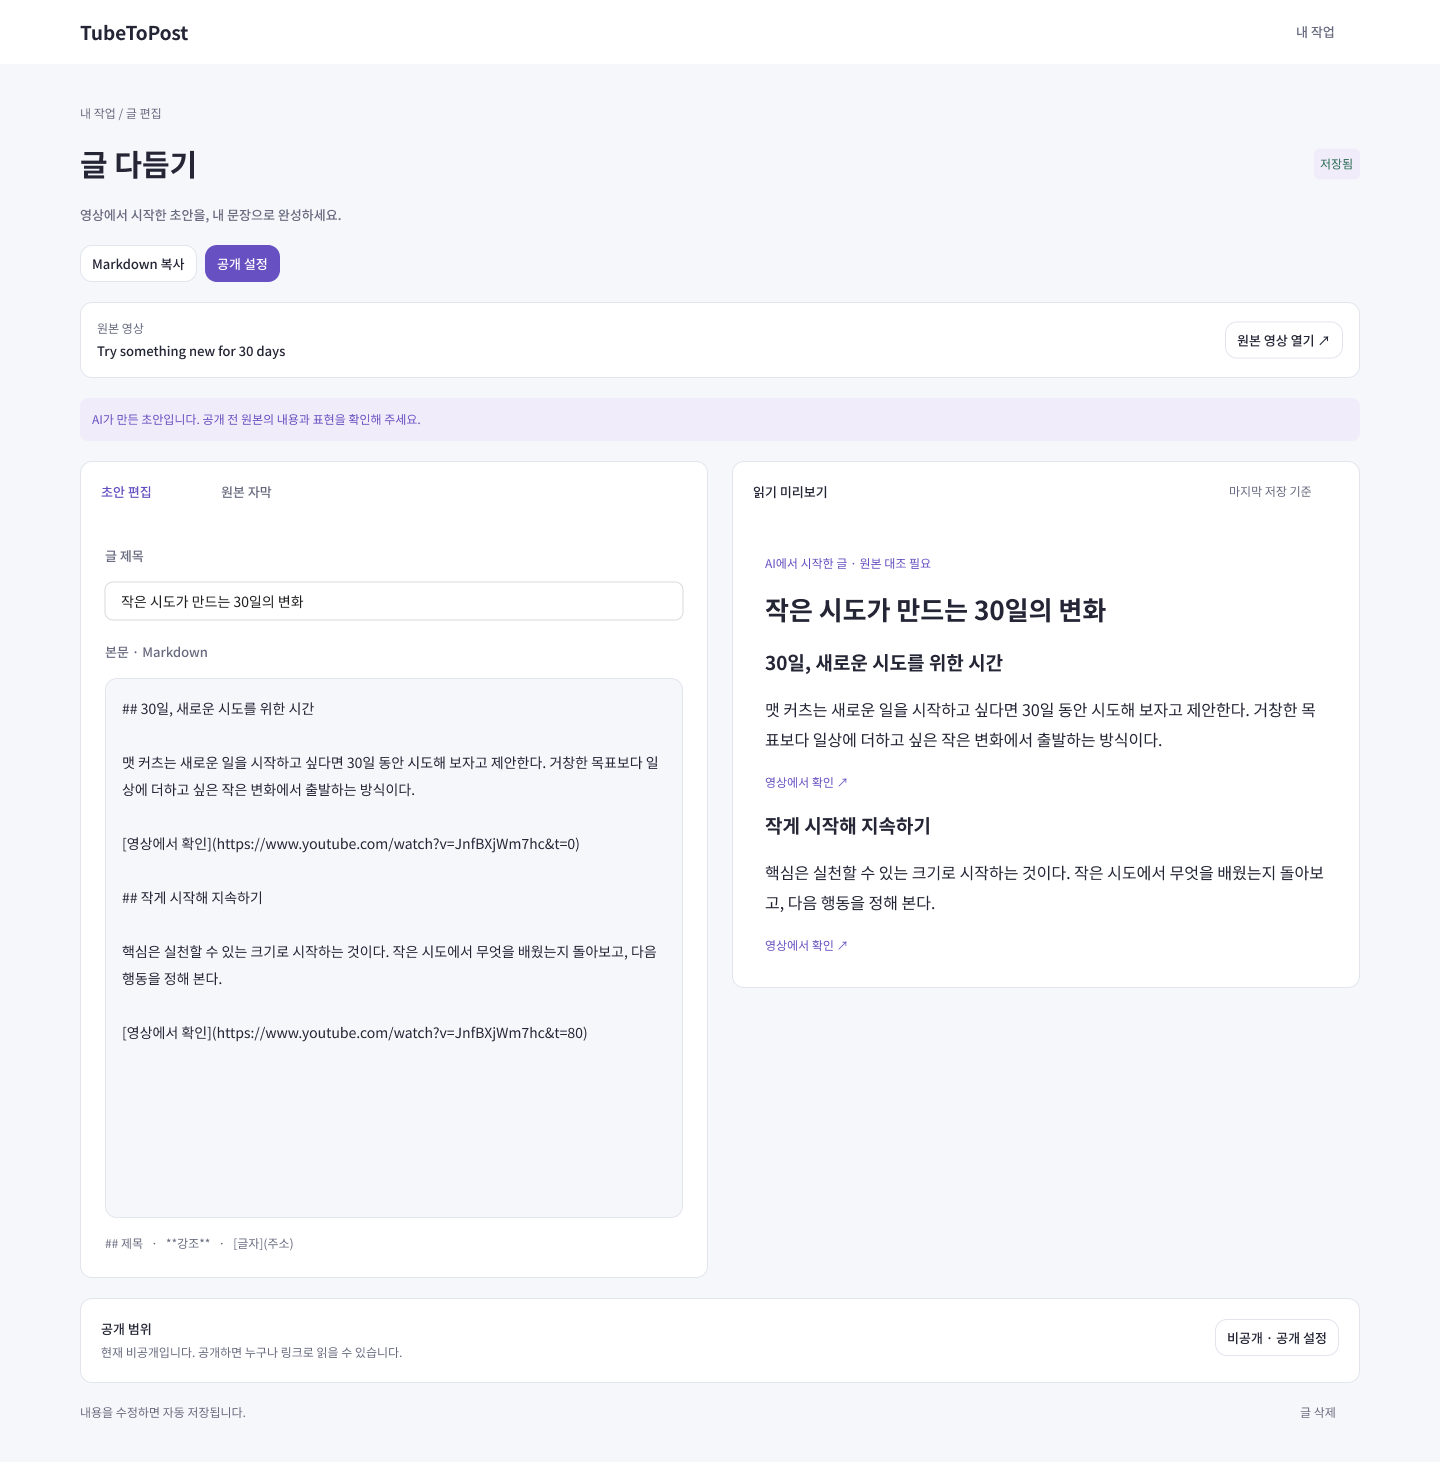 TubeToPost
내 작업
내 작업 / 글 편집
글 다듬기
저장됨
영상에서 시작한 초안을, 내 문장으로 완성하세요.
Markdown 복사
공개 설정
원본 영상
Try something new for 30 days
원본 영상 열기 ↗
AI가 만든 초안입니다. 공개 전 원본의 내용과 표현을 확인해 주세요.
초안 편집
원본 자막
글 제목
작은 시도가 만드는 30일의 변화
본문 · Markdown
## 30일, 새로운 시도를 위한 시간
맷 커츠는 새로운 일을 시작하고 싶다면 30일 동안 시도해 보자고 제안한다. 거창한 목표보다 일
상에 더하고 싶은 작은 변화에서 출발하는 방식이다.
[영상에서 확인](https://www.youtube.com/watch?v=JnfBXjWm7hc&t=0)
## 작게 시작해 지속하기
핵심은 실천할 수 있는 크기로 시작하는 것이다. 작은 시도에서 무엇을 배웠는지 돌아보고, 다음
행동을 정해 본다.
[영상에서 확인](https://www.youtube.com/watch?v=JnfBXjWm7hc&t=80)
## 제목 · **강조** · [글자](주소)
읽기 미리보기
마지막 저장 기준
AI에서 시작한 글 · 원본 대조 필요
작은 시도가 만드는 30일의 변화
30일, 새로운 시도를 위한 시간
맷 커츠는 새로운 일을 시작하고 싶다면 30일 동안 시도해 보자고 제안한다. 거창한 목
표보다 일상에 더하고 싶은 작은 변화에서 출발하는 방식이다.
영상에서 확인 ↗
작게 시작해 지속하기
핵심은 실천할 수 있는 크기로 시작하는 것이다. 작은 시도에서 무엇을 배웠는지 돌아보
고, 다음 행동을 정해 본다.
영상에서 확인 ↗
공개 범위
현재 비공개입니다. 공개하면 누구나 링크로 읽을 수 있습니다.
비공개 · 공개 설정
내용을 수정하면 자동 저장됩니다.
글 삭제